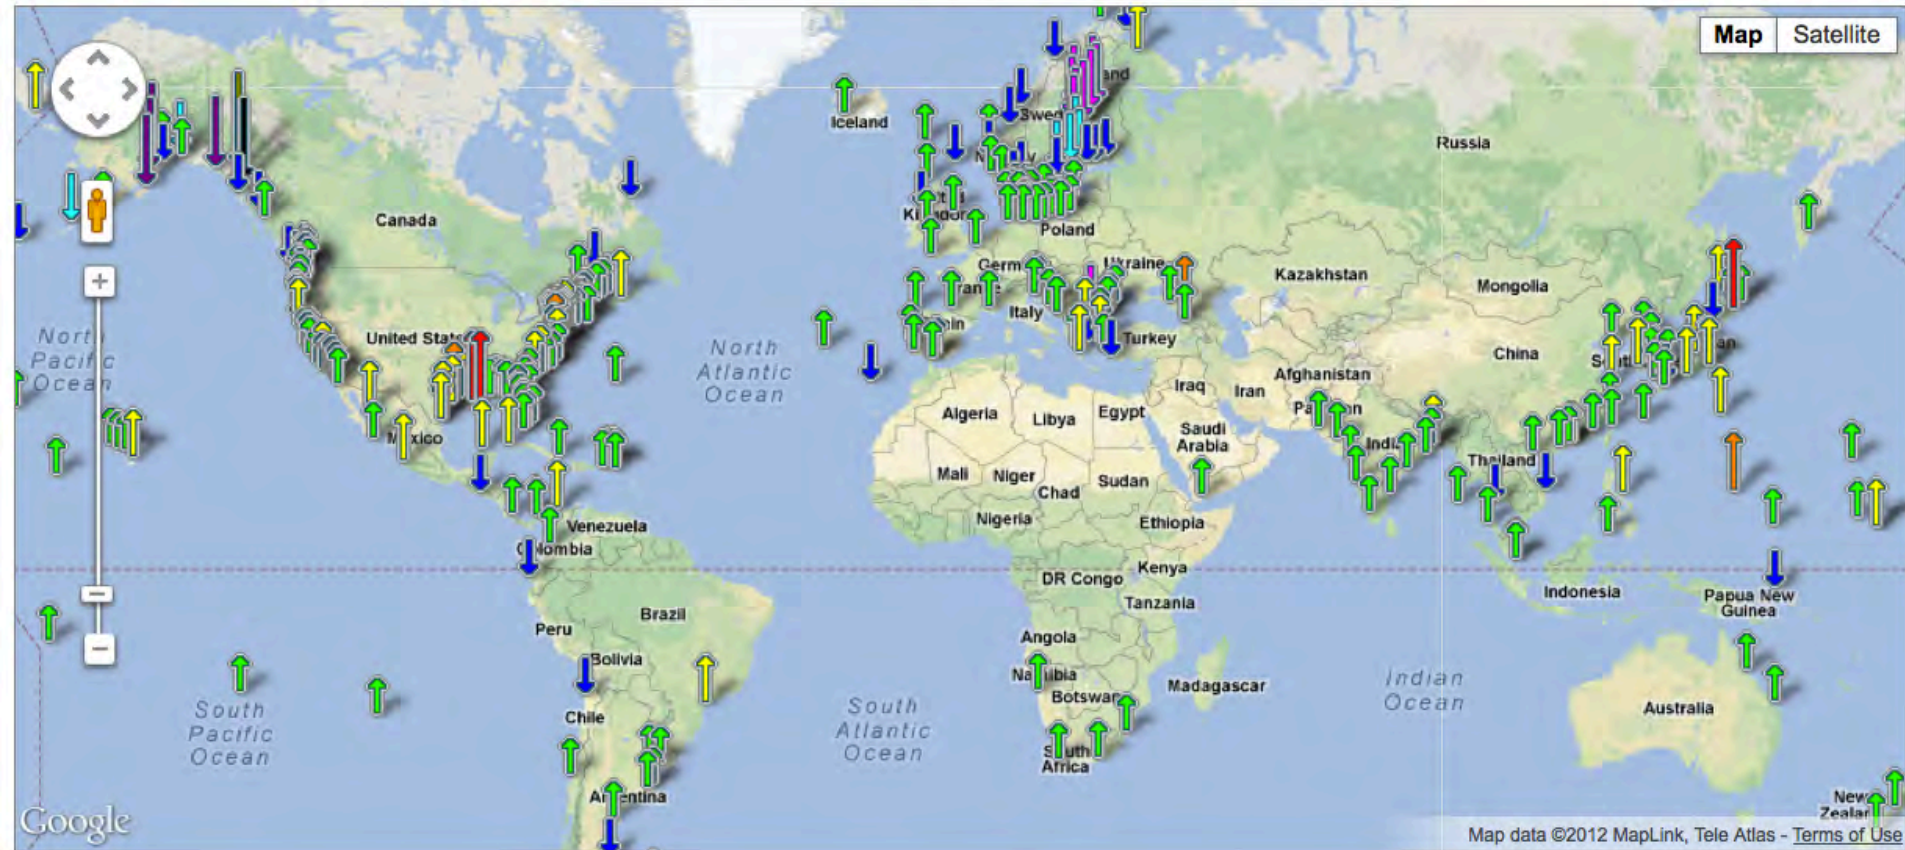 Map Satellite
Iceland
Russia
Canada
Poland
Ukraine
Kazakhstan
Mongolia
Italy
Turkey
North
Pacific
Ocean
North
Atlantic
Ocean
China
Afghanistan
Iraq
Iran
Algeria
Libya
Egypt
Saudi
Arabia
Mali
Niger
Chad
Sudan
Nigeria
Ethiopia
Venezuela
DR Congo
Kenya
Tanzania
Indonesia
Papua New
Guinea
Brazil
Peru
Bolivia
Angola
Madagascar
Indian
Ocean
Chile
South
Pacific
Ocean
South
Atlantic
Ocean
Australia
Africa
New
Google
Map data ©2012 MapLink, Tele Atlas - Terms of Use